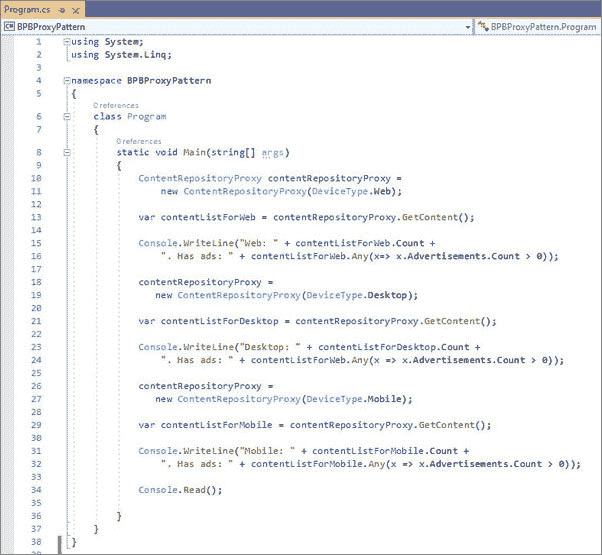 Program.cs
BPBProxyPattern
BPBProxyPattern.Program
1 using System;
2 using System.Linq;
3
4 namespace BPBProxyPattern
5 {
0 references
6 class Program
7 {
0 references
8 static void Main(string[] args)
9 {
10 ContentRepositoryProxy contentRepositoryProxy =
11 new ContentRepositoryProxy(DeviceType.Web);
12
13 var contentListForWeb = contentRepositoryProxy.GetContent();
14
15 Console.WriteLine("Web: " + contentListForWeb.Count +
16 ". Has ads: " + contentListForWeb.Any(x=> x.Advertisements.Count > 0));
17
18 contentRepositoryProxy =
19 new ContentRepositoryProxy(DeviceType.Desktop);
20
21 var contentListForDesktop = contentRepositoryProxy.GetContent();
22
23 Console.WriteLine("Desktop: " + contentListForDesktop.Count +
24 ". Has ads: " + contentListForWeb.Any(x => x.Advertisements.Count > 0));
25
26 contentRepositoryProxy =
27 new ContentRepositoryProxy(DeviceType.Mobile);
28
29 var contentListForMobile = contentRepositoryProxy.GetContent();
30
31 Console.WriteLine("Mobile: " + contentListForMobile.Count +
32 ". Has ads: " + contentListForMobile.Any(x => x.Advertisements.Count > 0));
33
34 Console.Read();
35
36 }
37 }
38 }